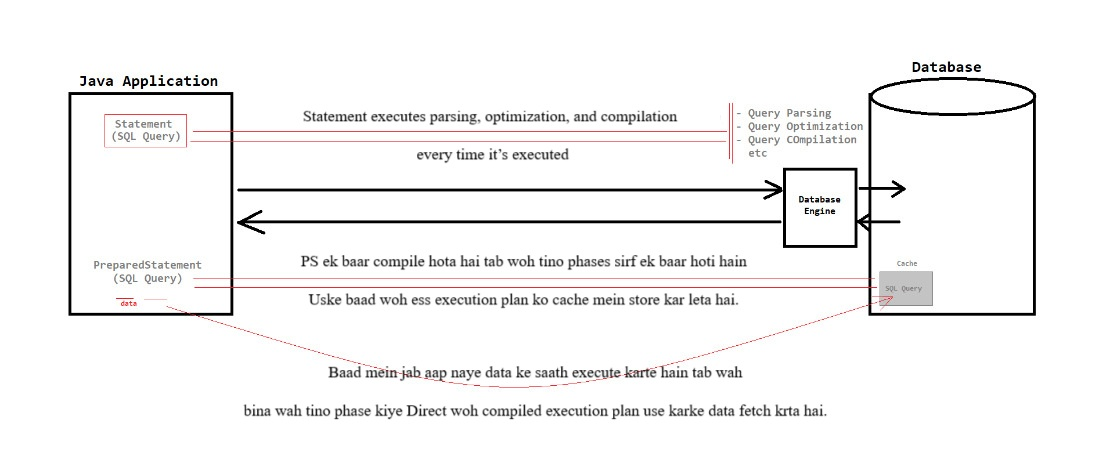 Database
Java Application
Statement
(SQL Query)
Statement executes parsing, optimization, and compilation
every time it’s executed
- Query Parsing
- Query Optimization
- Query COmpilation
etc
Database
Engine
PreparedStatement
(SQL Query)
data
PS ek baar compile hota hai tab woh tino phases sirf ek baar hoti hain
Uske baad woh ess execution plan ko cache mein store kar leta hai.
Cache
SQL Query
Baad mein jab aap naye data ke saath execute karte hain tab wah
bina wah tino phase kiye Direct woh compiled execution plan use karke data fetch krta hai.